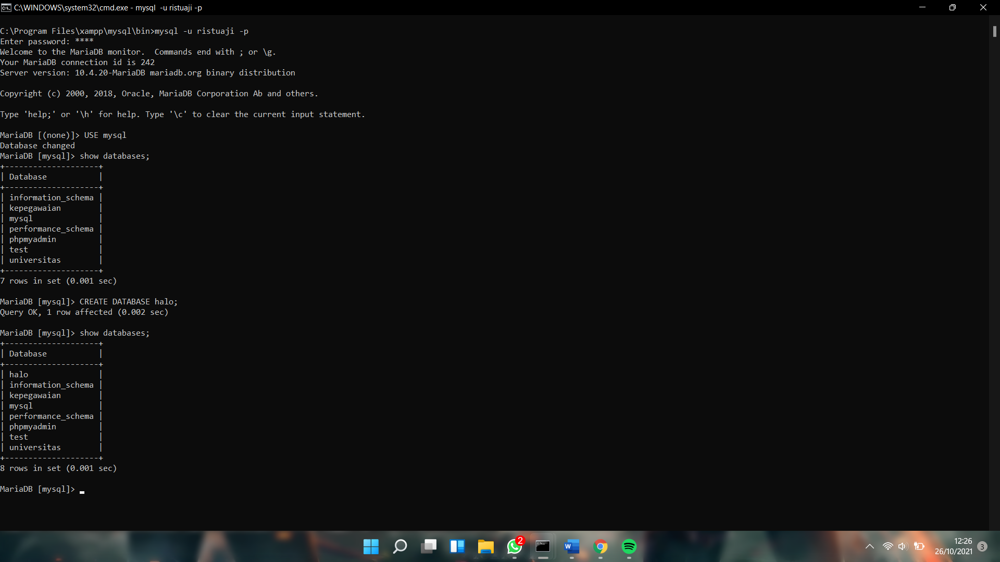 C:\WINDOWS\system32\cmd.exe - mysql  -u ristuaji -p
C:\Program Files\xampp\mysql\bin>mysql -u ristuaji -p
Enter password: ****
Welcome to the MariaDB monitor.  Commands end with ; or \g.
Your MariaDB connection id is 242
Server version: 10.4.20-MariaDB mariadb.org binary distribution
Copyright (c) 2000, 2018, Oracle, MariaDB Corporation Ab and others.
Type 'help;' or '\h' for help. Type '\c' to clear the current input statement.
MariaDB [(none)]> USE mysql
Database changed
MariaDB [mysql]> show databases;
+--------------------+
| Database           |
+--------------------+
| information_schema |
| kepegawaian        |
| mysql              |
| performance_schema |
| phpmyadmin         |
| test               |
| universitas        |
+--------------------+
7 rows in set (0.001 sec)
MariaDB [mysql]> CREATE DATABASE halo;
Query OK, 1 row affected (0.002 sec)
MariaDB [mysql]> show databases;
+--------------------+
| Database           |
+--------------------+
| halo               |
| information_schema |
| kepegawaian        |
| mysql              |
| performance_schema |
| phpmyadmin         |
| test               |
| universitas        |
+--------------------+
8 rows in set (0.001 sec)
MariaDB [mysql]> _
2
W
12:26
26/10/2021
3